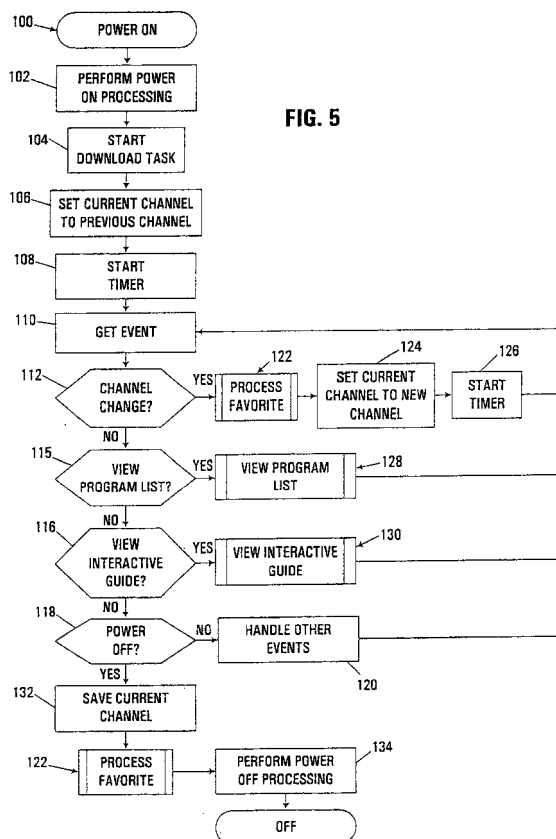 100
POWER ON
102
PERFORM POWER
ON PROCESSING
FIG. 5
104
START
DOWNLOAD TASK
106
SET CURRENT CHANNEL
TO PREVIOUS CHANNEL
108
START
TIMER
110
GET EVENT
112
CHANNEL
CHANGE?
YES
122
PROCESS
FAVORITE
124
SET CURRENT
CHANNEL TO NEW
CHANNEL
126
START
TIMER
NO
115
VIEW
PROGRAM LIST?
YES
VIEW PROGRAM
LIST
128
NO
116
VIEW
INTERACTIVE
GUIDE?
YES
VIEW INTERACTIVE
GUIDE
130
NO
118
POWER
OFF?
NO
HANDLE OTHER
EVENTS
120
YES
132
SAVE CURRENT
CHANNEL
122
PROCESS
FAVORITE
PERFORM POWER
OFF PROCESSING
134
OFF